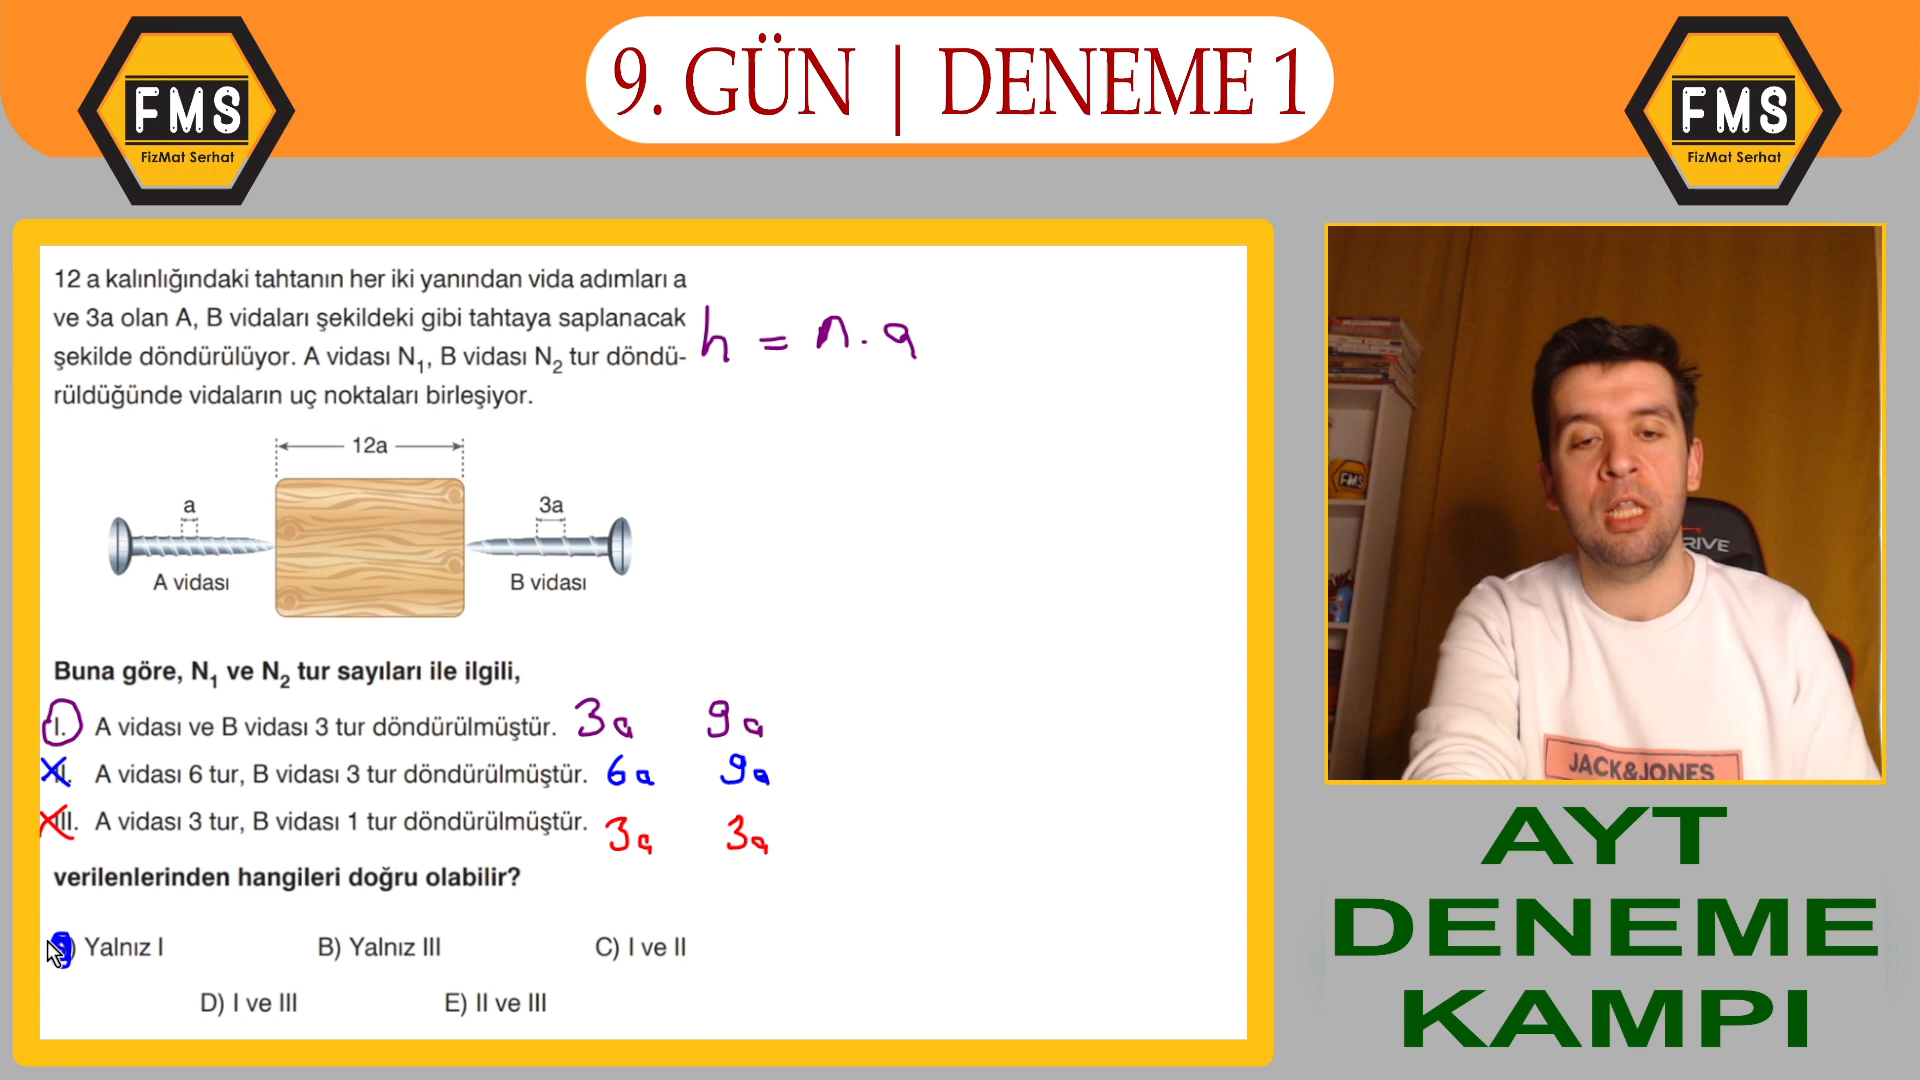 9. GÜN | DENEME 1
FMS
FizMat Serhat
FMS
FizMat Serhat
12 a kalınlığındaki tahtanın her iki yanından vida adımları a
ve 3a olan A, B vidaları şekildeki gibi tahtaya saplanacak
şekilde döndürülüyor. A vidası N₁, B vidası N₂ tur döndü-
rüldüğünde vidaların uç noktaları birleşiyor.
h = n.a
12a
a
3a
A vidası
B vidası
Buna göre, N₁ ve N₂ tur sayıları ile ilgili,
I. A vidası ve B vidası 3 tur döndürülmüştür. 3a 9a
II. A vidası 6 tur, B vidası 3 tur döndürülmüştür. 6a 9a
III. A vidası 3 tur, B vidası 1 tur döndürülmüştür. 3a 3a
verilenlerinden hangileri doğru olabilir?
) Yalnız I B) Yalnız III C) I ve II
D) I ve III E) II ve III
FMS
RIVE
JACK&JONES
AYT
DENEME
KAMPI